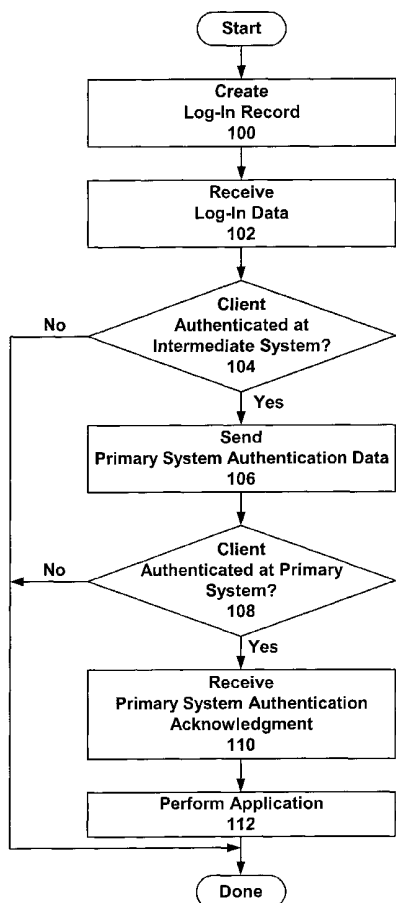 Start
Create
Log-In Record
100
Receive
Log-In Data
102
Client
Authenticated at
Intermediate System?
104
No
Yes
Send
Primary System Authentication Data
106
Client
Authenticated at Primary
System?
108
No
Yes
Receive
Primary System Authentication
Acknowledgment
110
Perform Application
112
Done